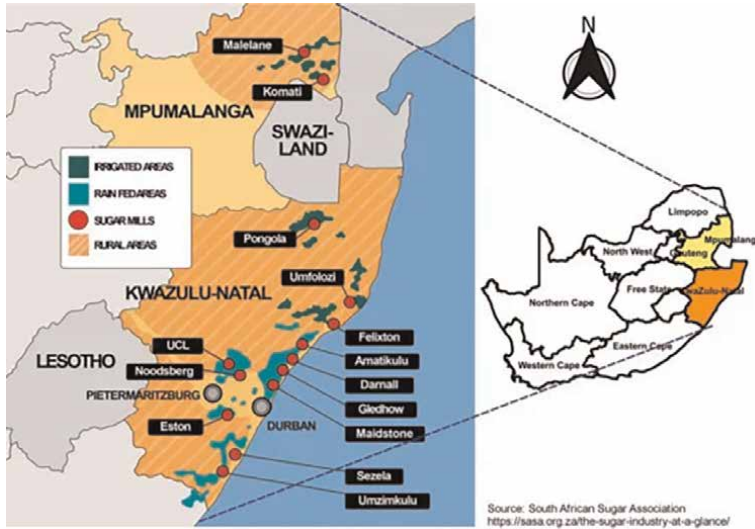 Malelane
Komati
MPUMALANGA
SWAZI-
LAND
IRRIGATED AREAS
RAIN FED AREAS
SUGAR MILLS
RURAL AREAS
Pongola
Umfolozi
KWAZULU-NATAL
LESOTHO
UCL
Noodsberg
PIETERMARITZBURG
Eston
DURBAN
Felixton
Amatikulu
Darnall
Gledhow
Maidstone
Sezela
Umzimkulu
N
Limpopo
Mpumalang
North West
Gauteng
Free State
KwaZulu-Natal
Northern Cape
Eastern Cape
Western Cape
Source: South African Sugar Association
https://sasa.org.za/the-sugar-industry-at-a-glance/